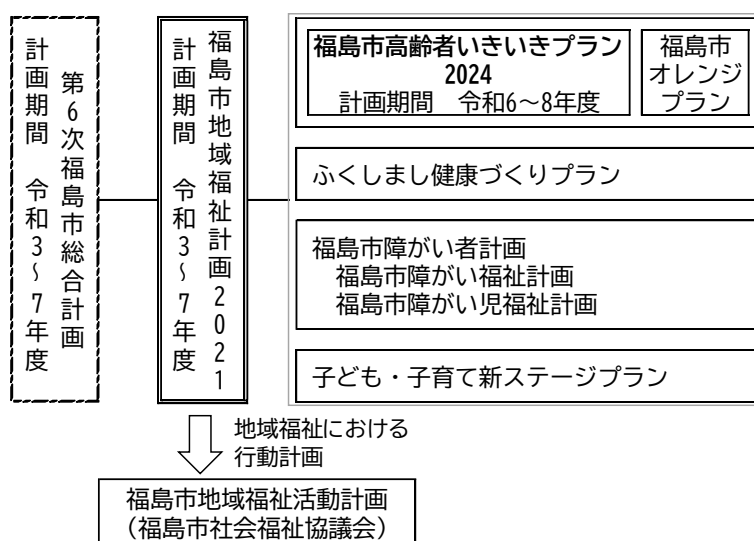 第6次福島市総合計画
計画期間　令和3～7年度
福島市地域福祉計画2021
計画期間　令和3～7年度
福島市高齢者いきいきプラン
2024
計画期間　令和6～8年度
福島市
オレンジ
プラン
ふくしまし健康づくりプラン
福島市障がい者計画
福島市障がい福祉計画
福島市障がい児福祉計画
子ども・子育て新ステージプラン
地域福祉における
行動計画
福島市地域福祉活動計画
（福島市社会福祉協議会）